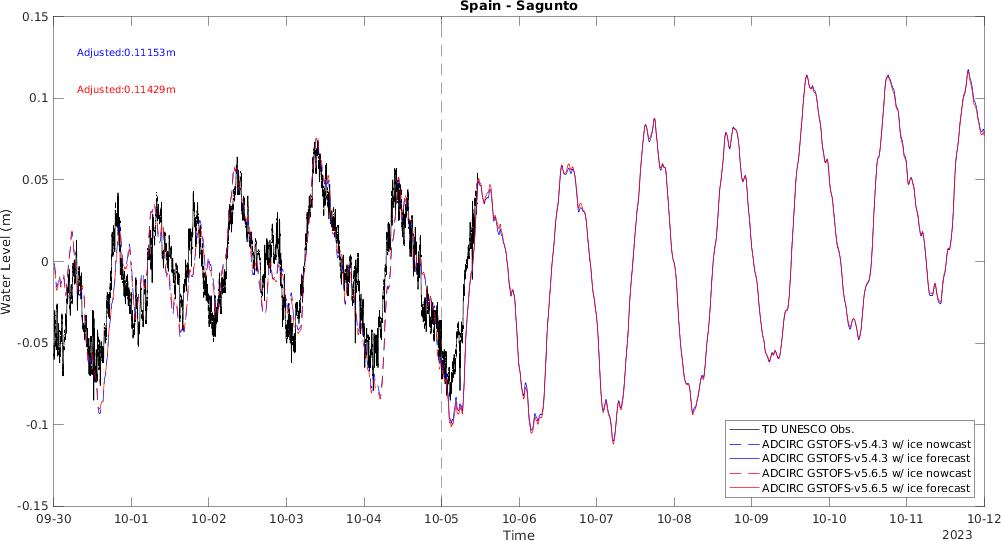 Spain - Sagunto
Adjusted:0.11153m
Adjusted:0.11429m
Water Level (m)
0.15
0.1
0.05
0
-0.05
-0.1
-0.15
TD UNESCO Obs.
ADCIRC GSTOFS-v5.4.3 w/ ice nowcast
ADCIRC GSTOFS-v5.4.3 w/ ice forecast
ADCIRC GSTOFS-v5.6.5 w/ ice nowcast
ADCIRC GSTOFS-v5.6.5 w/ ice forecast
09-30 10-01 10-02 10-03 10-04 10-05 10-06 10-07 10-08 10-09 10-10 10-11 10-12
Time
2023